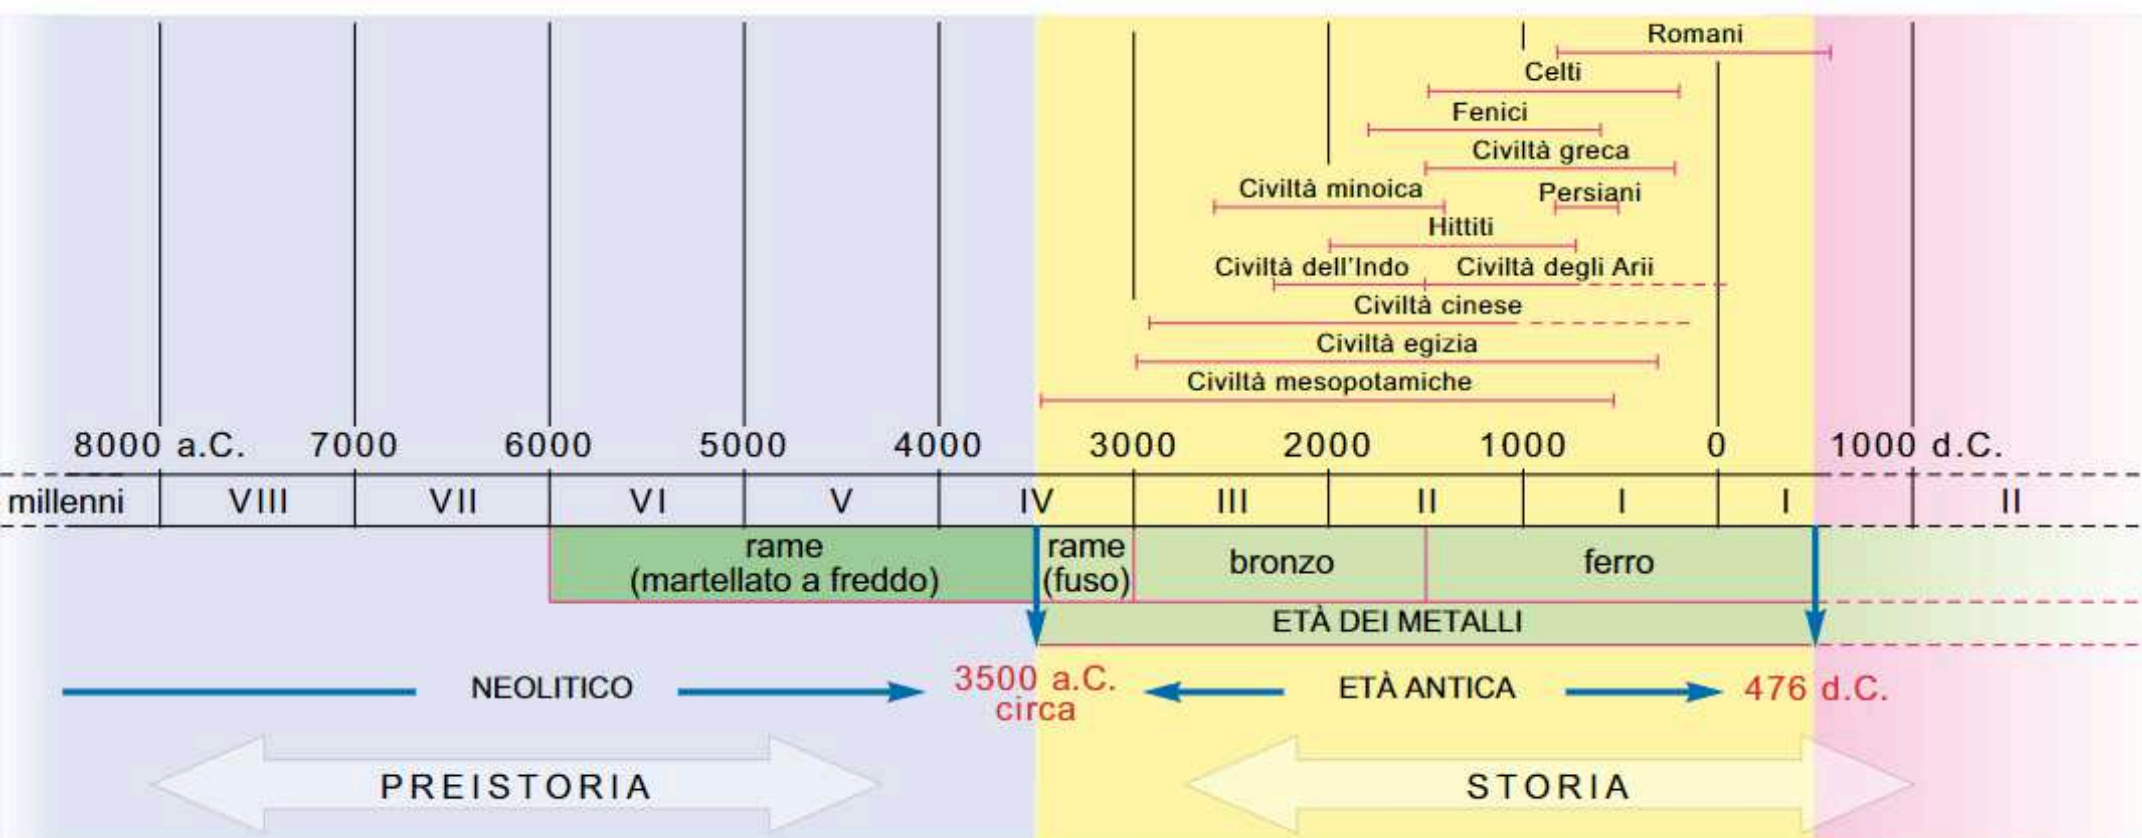 Romani
Celti
Fenici
Civiltà greca
Civiltà minoica Persiani
Hittiti
Civiltà dell'Indo Civiltà degli Arii
Civiltà cinese
Civiltà egizia
Civiltà mesopotamiche
8000 a.C. 7000 6000 5000 4000 3000 2000 1000 0 1000 d.C.
millenni VIII VII VI V IV III II I I II
rame
(martellato a freddo)
rame
(fuso)
bronzo
ferro
ETÀ DEI METALLI
NEOLITICO
3500 a.C.
circa
ETÀ ANTICA
476 d.C.
PREISTORIA
STORIA